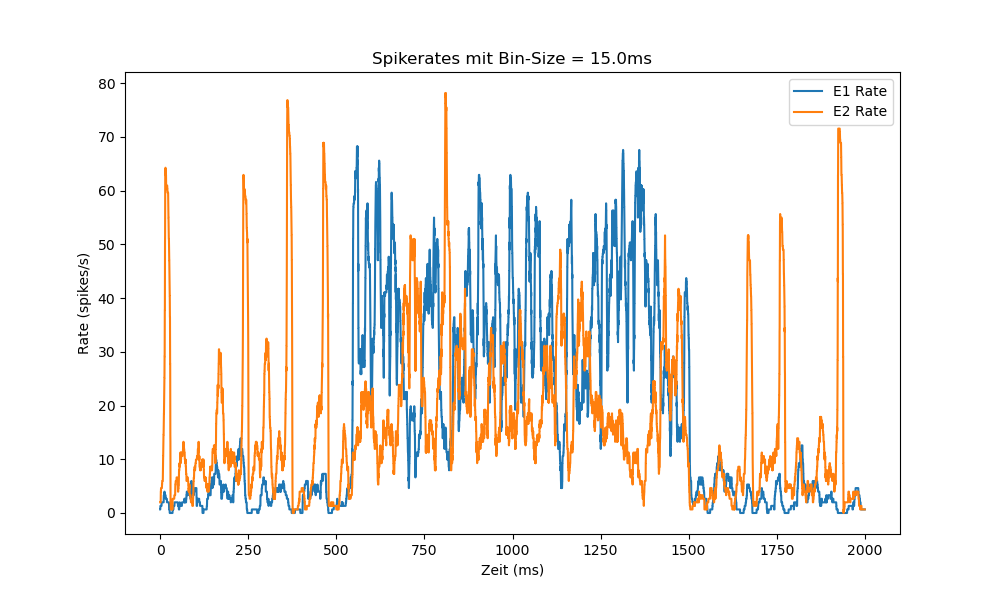 Spikerates mit Bin-Size = 15.0ms
E1 Rate
E2 Rate
80
70
60
50
40
30
20
10
0
Rate (spikes/s)
0 250 500 750 1000 1250 1500 1750 2000
Zeit (ms)